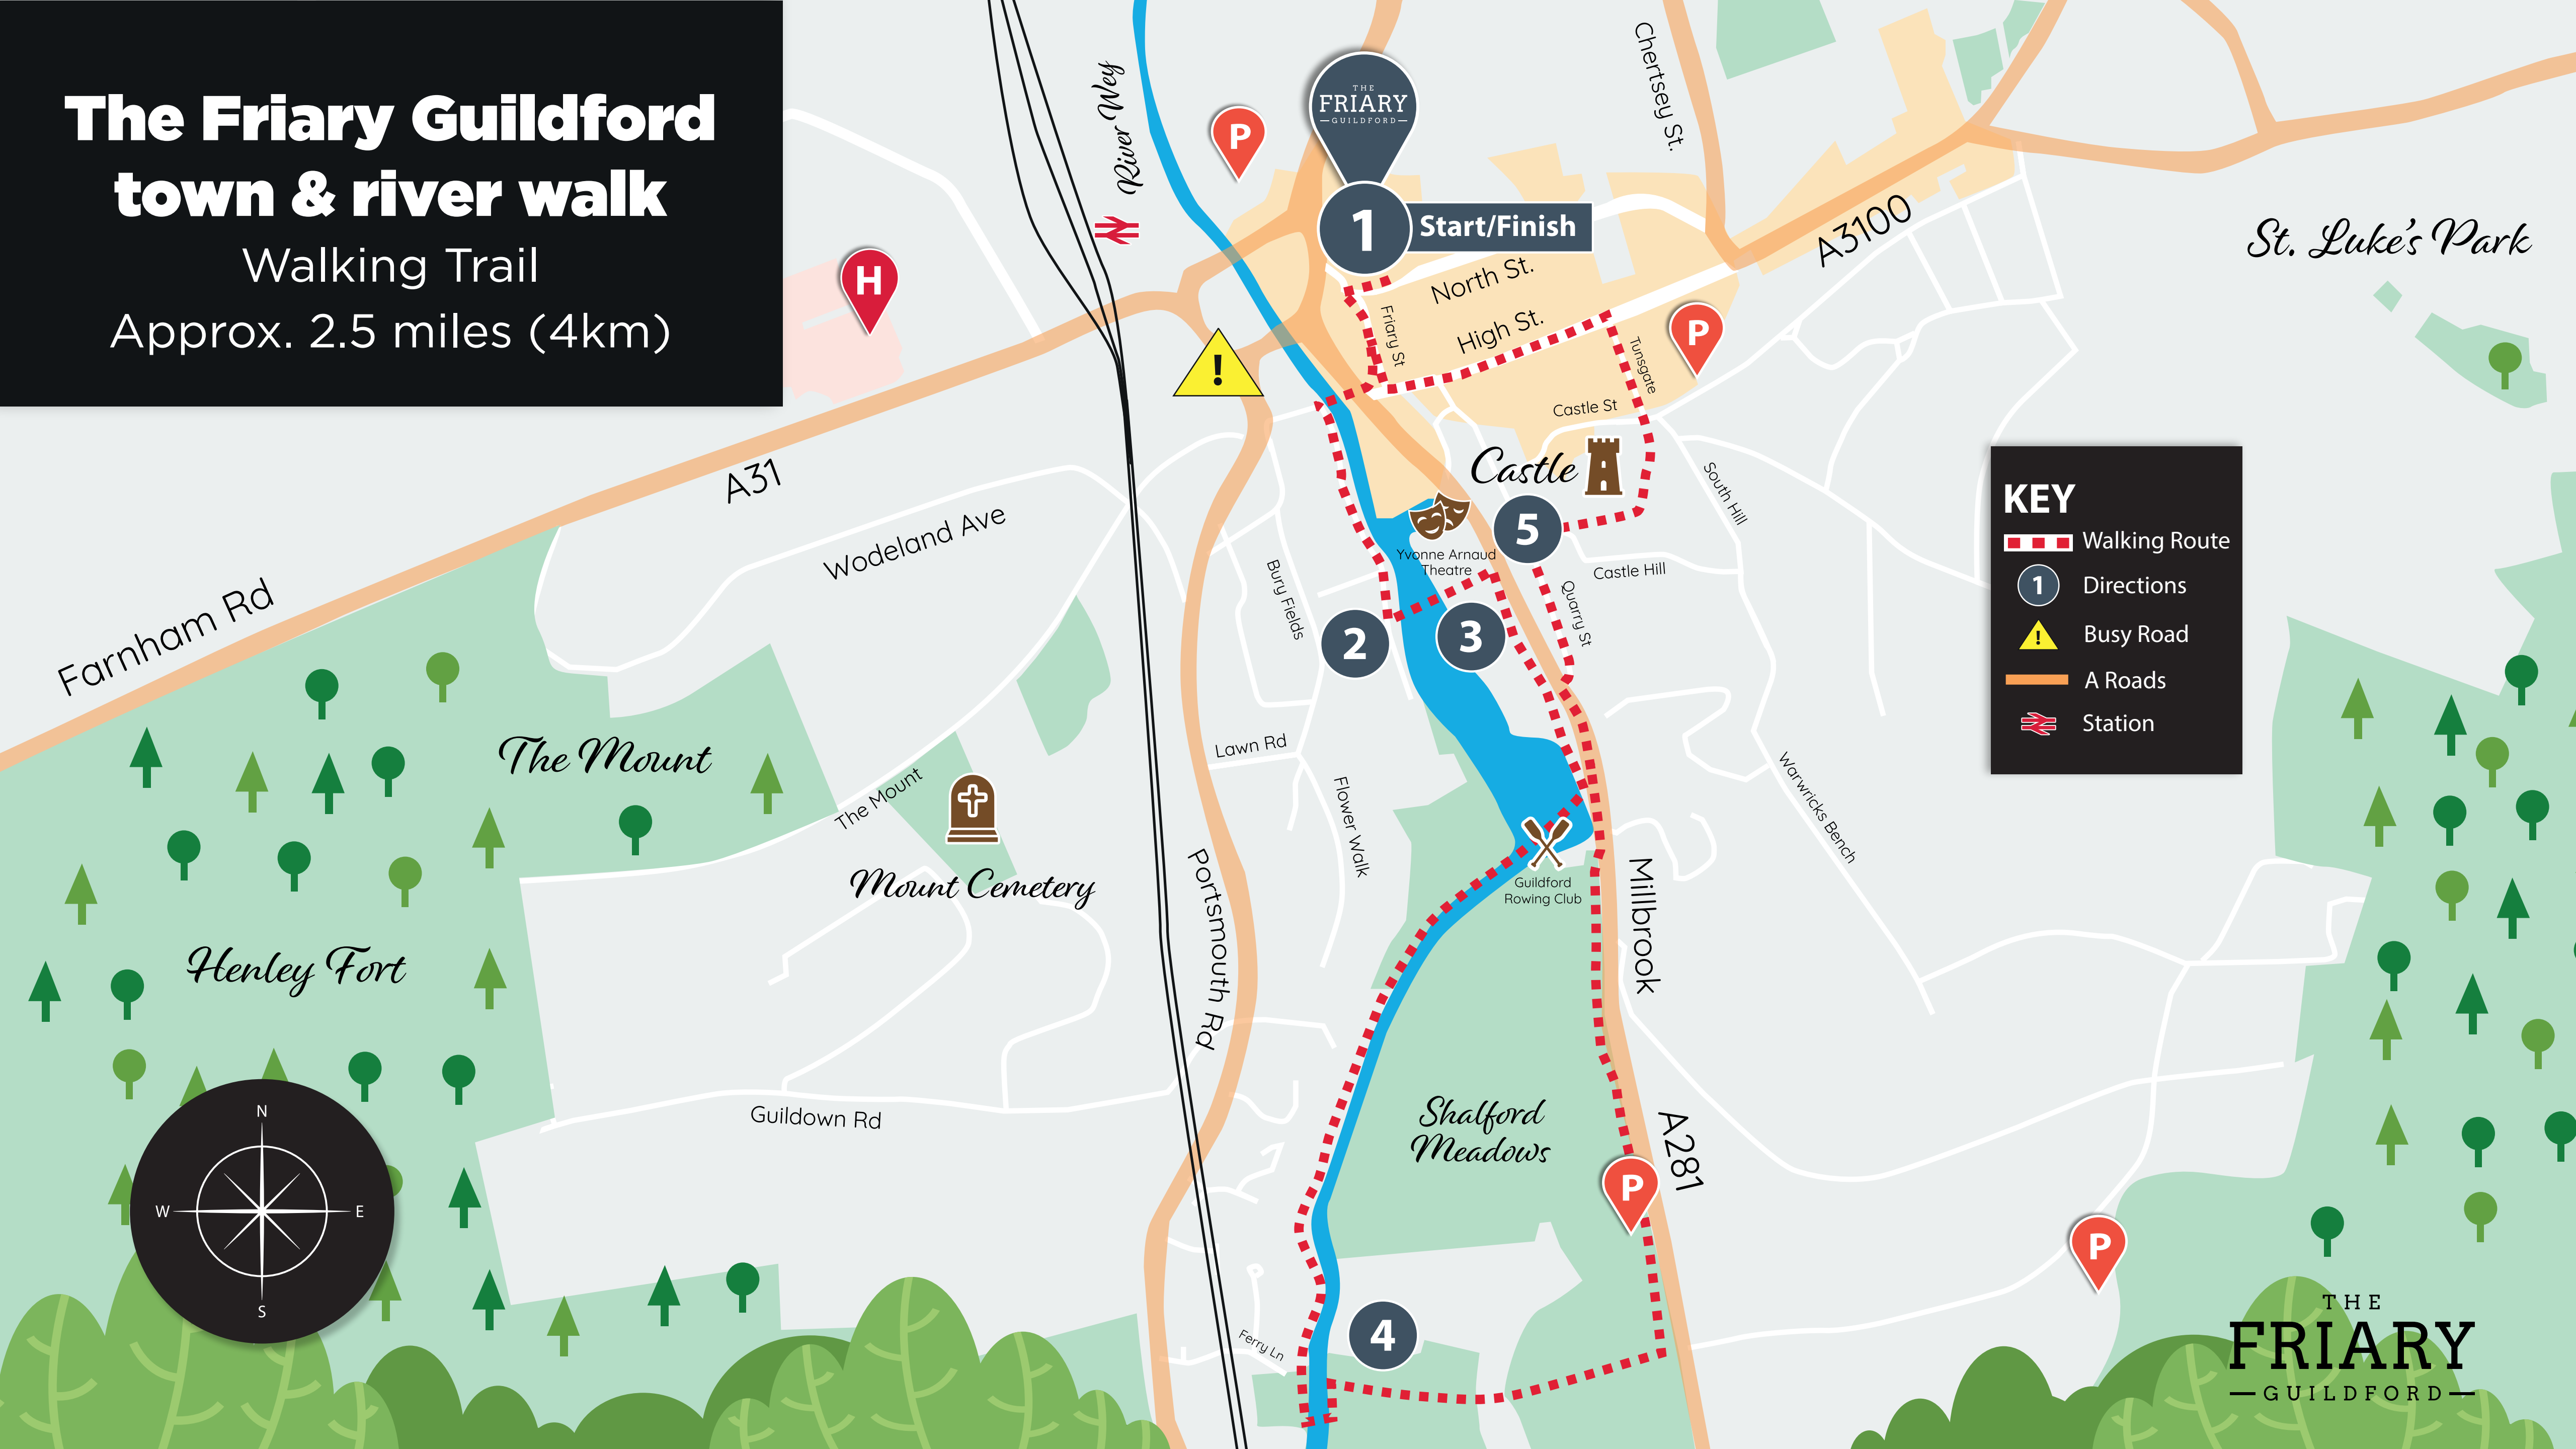 The Friary Guildford
town & river walk
Walking Trail
Approx. 2.5 miles (4km)
River Wey
P
THE
FRIARY
GUILDFORD
1
Start/Finish
Chertsey St.
A3100
St. Luke's Park
H
!
North St.
High St.
Friary St
Tunsgate
P
Castle St
Castle
South Hill
5
Castle Hill
Quarry St
Yvonne Arnaud
Theatre
2
3
A31
Farnham Rd
Wodeland Ave
Bury Fields
Lawn Rd
Flower Walk
The Mount
The Mount
Mount Cemetery
Henley Fort
Portsmouth Rd
Guildown Rd
Guildford
Rowing Club
Millbrook
Warwicks Bench
Shalford
Meadows
A281
P
P
4
Ferry Ln
KEY
Walking Route
1 Directions
! Busy Road
A Roads
Station
N
W
E
S
THE
FRIARY
GUILDFORD